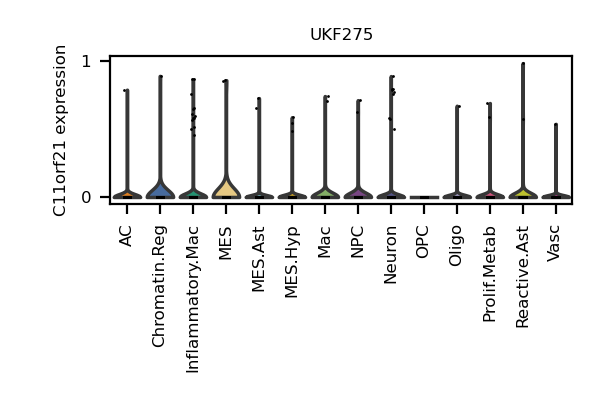 UKF275
C11orf21 expression
1
0
AC
Chromatin.Reg
Inflammatory.Mac
MES
MES.Ast
MES.Hyp
Mac
NPC
Neuron
OPC
Oligo
Prolif.Metab
Reactive.Ast
Vasc